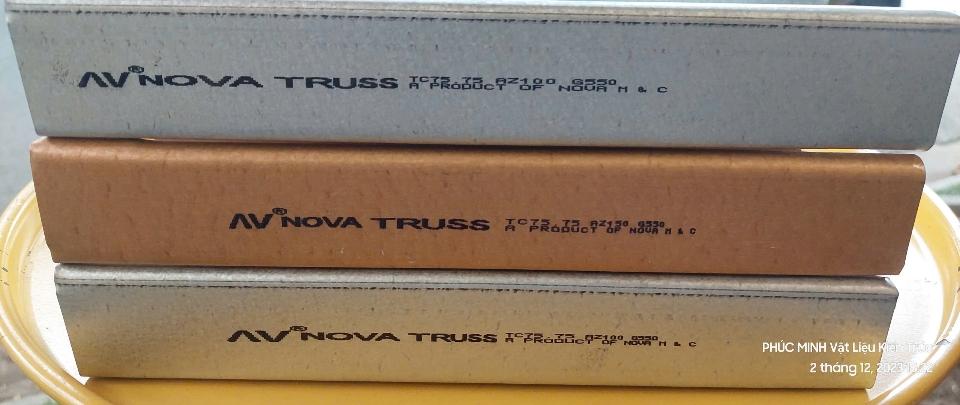 AV® NOVA TRUSS TC75.75 AZ100 G550
A PRODUCT OF NOVA M & C
AV® NOVA TRUSS TC75.75 AZ150 G550
A PRODUCT OF NOVA M & C
AV® NOVA TRUSS TC75.75 AZ100 G550
A PRODUCT OF NOVA M & C
PHÚC MINH Vật Liệu Kiến Trúc
2 tháng 12, 2023